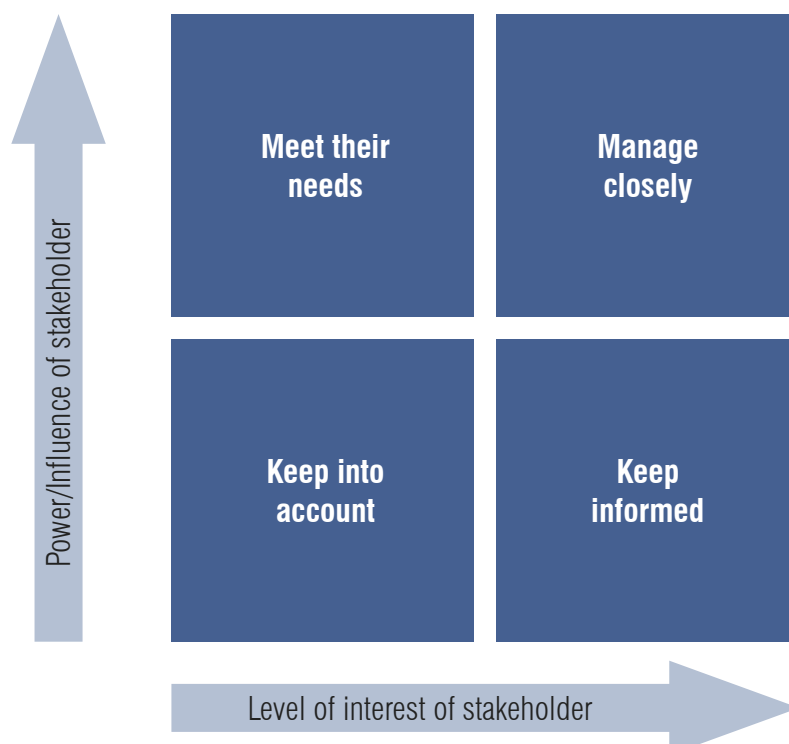 Power/Influence of stakeholder
Meet their
needs
Manage
closely
Keep into
account
Keep
informed
Level of interest of stakeholder